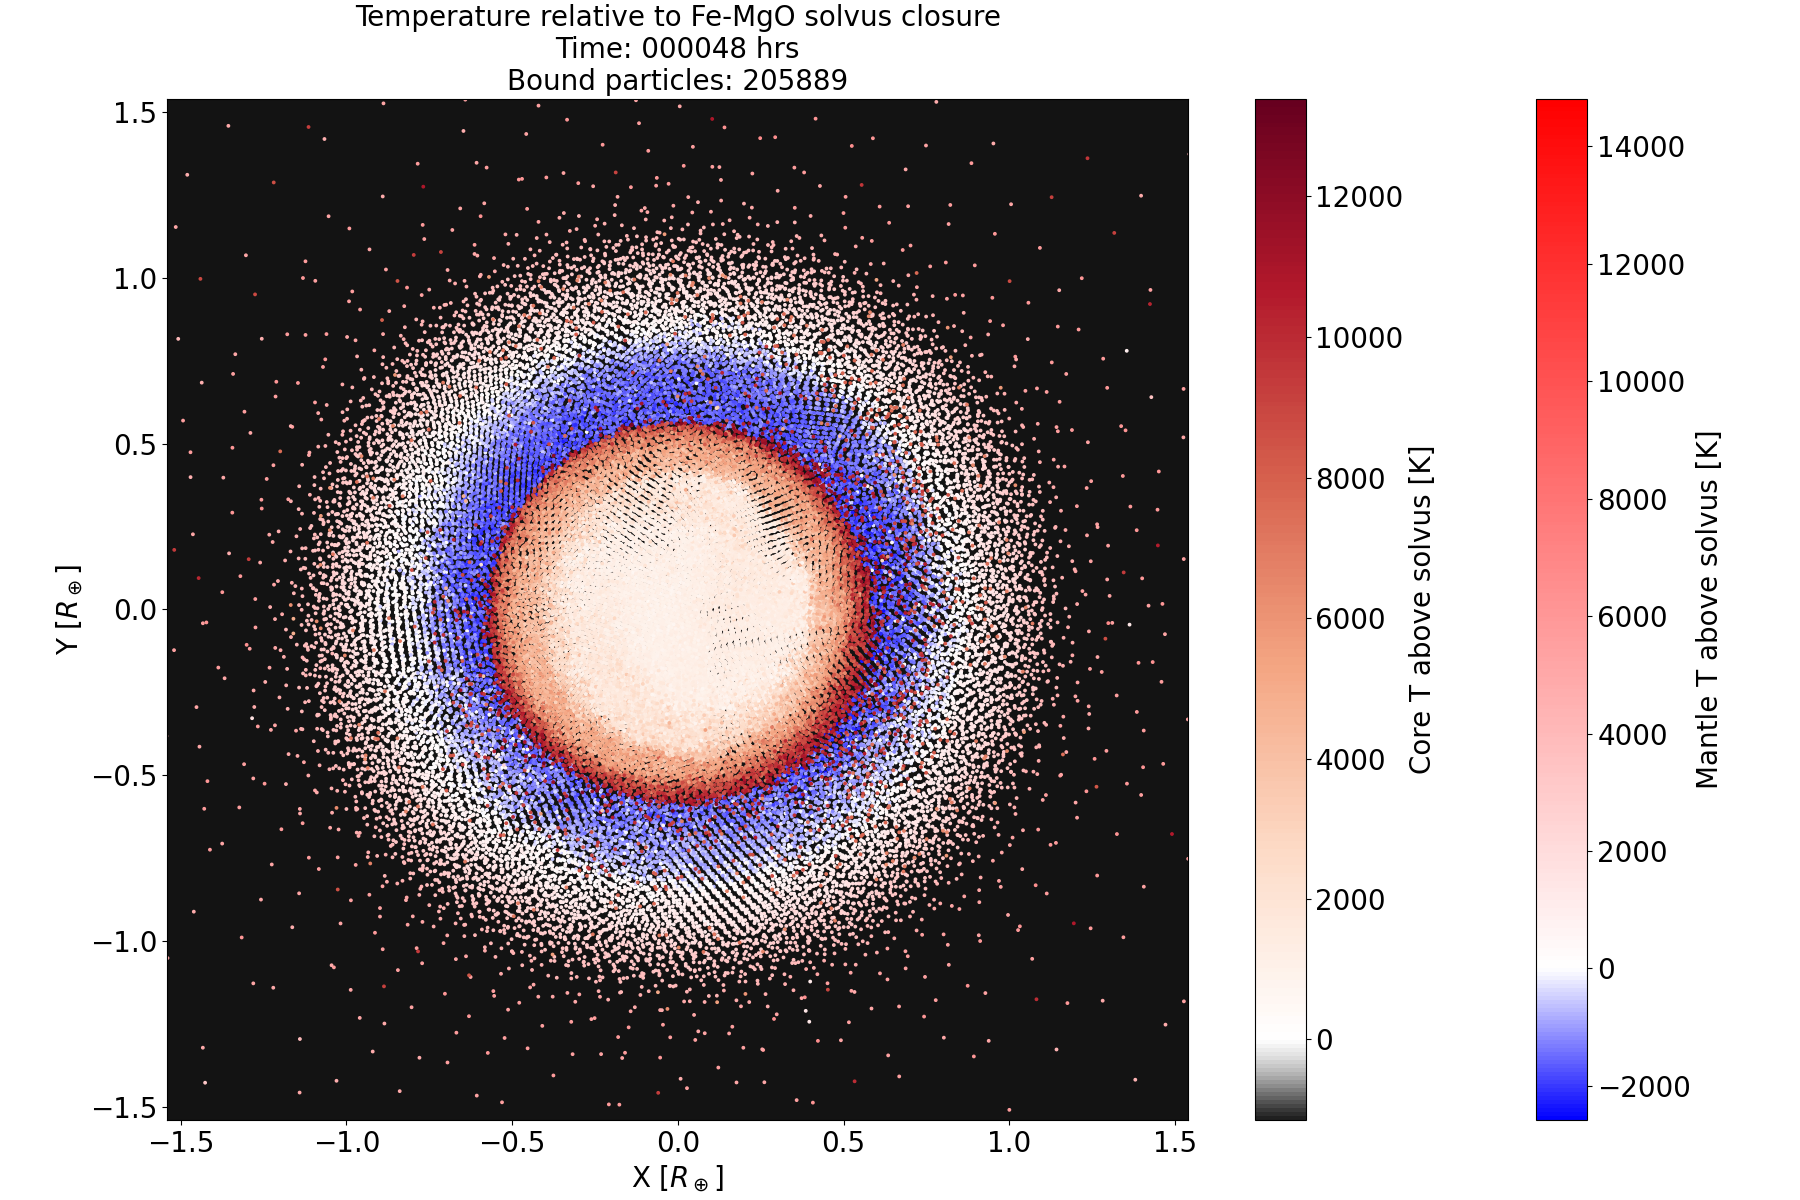 Temperature relative to Fe-MgO solvus closure
Time: 000048 hrs
Bound particles: 205889
1.5
1.0
0.5
0.0
−0.5
−1.0
−1.5
Y [R⊕]
−1.5 −1.0 −0.5 0.0 0.5 1.0 1.5
X [R⊕]
12000
10000
8000
6000
4000
2000
0
Core T above solvus [K]
14000
12000
10000
8000
6000
4000
2000
0
−2000
Mantle T above solvus [K]